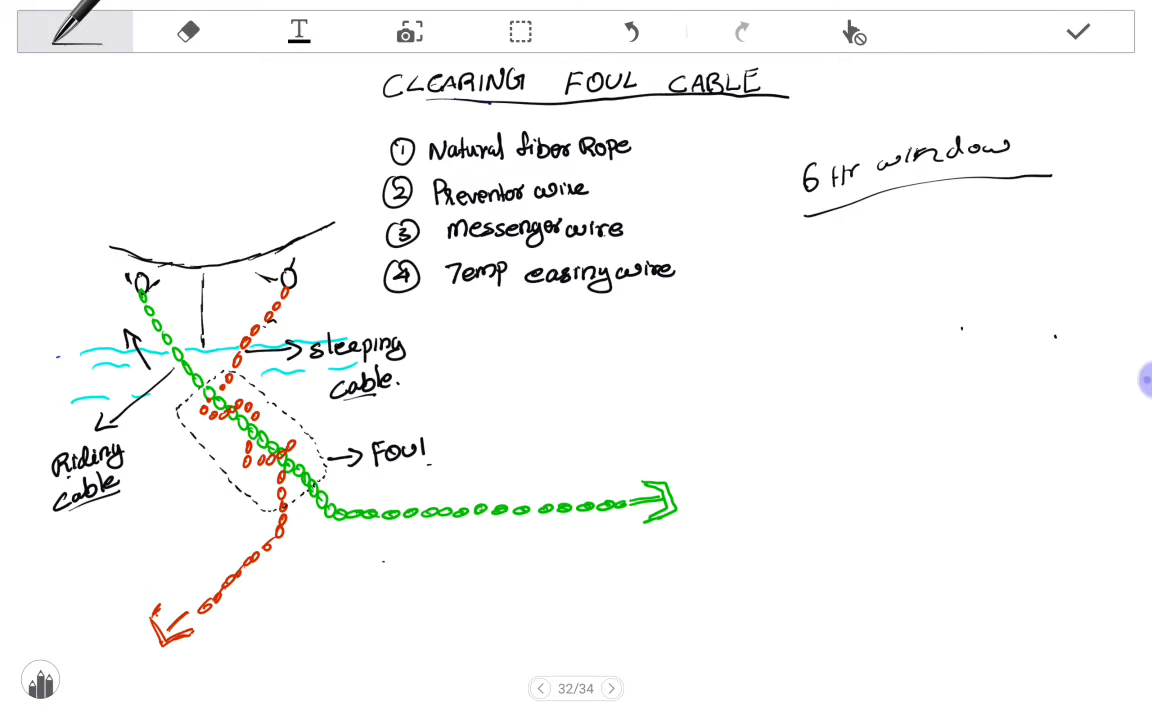 T
CLEARING FOUL CABLE
① Natural fiber Rope
② Preventor wire
③ Messenger wire
④ Temp easing wire
6 Hr window
sleeping
cable.
Riding
cable
Foul
32/34